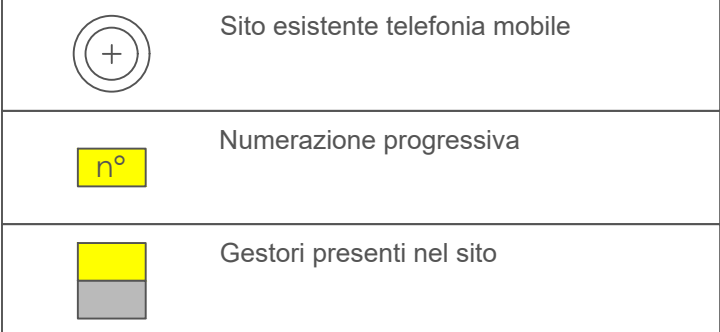 Sito esistente telefonia mobile
Numerazione progressiva
n°
Gestori presenti nel sito